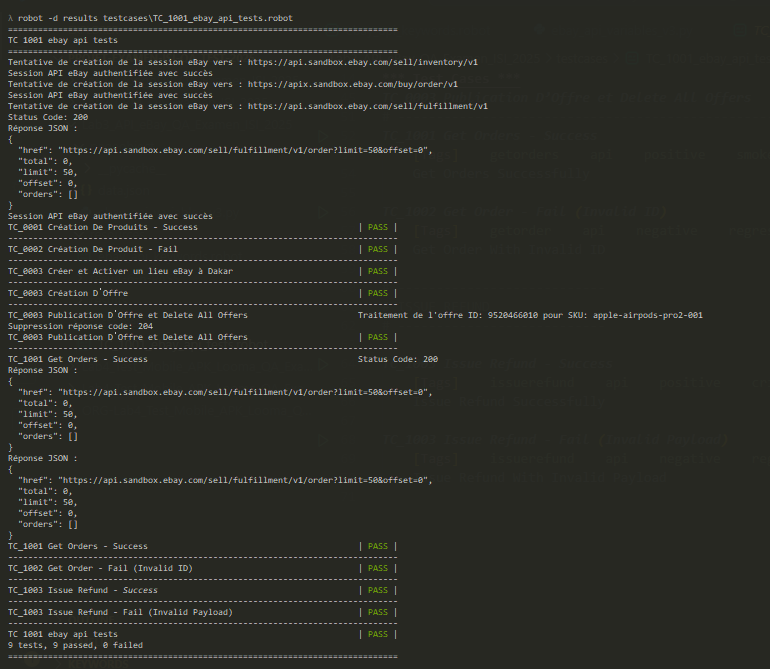 λ robot -d results testcases\TC_1001_ebay_api_tests.robot
==============================================================================
TC 1001 ebay api tests
==============================================================================
Tentative de création de la session eBay vers : https://api.sandbox.ebay.com/sell/inventory/v1
Session API eBay authentifiée avec succès
Tentative de création de la session eBay vers : https://apix.sandbox.ebay.com/buy/order/v1
Session API eBay authentifiée avec succès
Tentative de création de la session eBay vers : https://api.sandbox.ebay.com/sell/fulfillment/v1
Status Code: 200
Réponse JSON :
{
  "href": "https://api.sandbox.ebay.com/sell/fulfillment/v1/order?limit=50&offset=0",
  "total": 0,
  "limit": 50,
  "offset": 0,
  "orders": []
}
Session API eBay authentifiée avec succès
TC_0001 Création De Produits - Success                                | PASS |
------------------------------------------------------------------------------
TC_0002 Création De Produit - Fail                                    | PASS |
------------------------------------------------------------------------------
TC_0003 Créer et Activer un lieu eBay à Dakar                         | PASS |
------------------------------------------------------------------------------
TC_0003 Création D'Offre                                              | PASS |
------------------------------------------------------------------------------
TC_0003 Publication D'Offre et Delete All Offers                      Traitement de l'offre ID: 9520466010 pour SKU: apple-airpods-pro2-001
Suppression réponse code: 204
TC_0003 Publication D'Offre et Delete All Offers                      | PASS |
------------------------------------------------------------------------------
TC_1001 Get Orders - Success                                          Status Code: 200
Réponse JSON :
{
  "href": "https://api.sandbox.ebay.com/sell/fulfillment/v1/order?limit=50&offset=0",
  "total": 0,
  "limit": 50,
  "offset": 0,
  "orders": []
}
Réponse JSON :
{
  "href": "https://api.sandbox.ebay.com/sell/fulfillment/v1/order?limit=50&offset=0",
  "total": 0,
  "limit": 50,
  "offset": 0,
  "orders": []
}
TC_1001 Get Orders - Success                                          | PASS |
------------------------------------------------------------------------------
TC_1002 Get Order - Fail (Invalid ID)                                 | PASS |
------------------------------------------------------------------------------
TC_1003 Issue Refund - Success                                        | PASS |
------------------------------------------------------------------------------
TC_1003 Issue Refund - Fail (Invalid Payload)                         | PASS |
------------------------------------------------------------------------------
TC 1001 ebay api tests                                                | PASS |
9 tests, 9 passed, 0 failed
==============================================================================